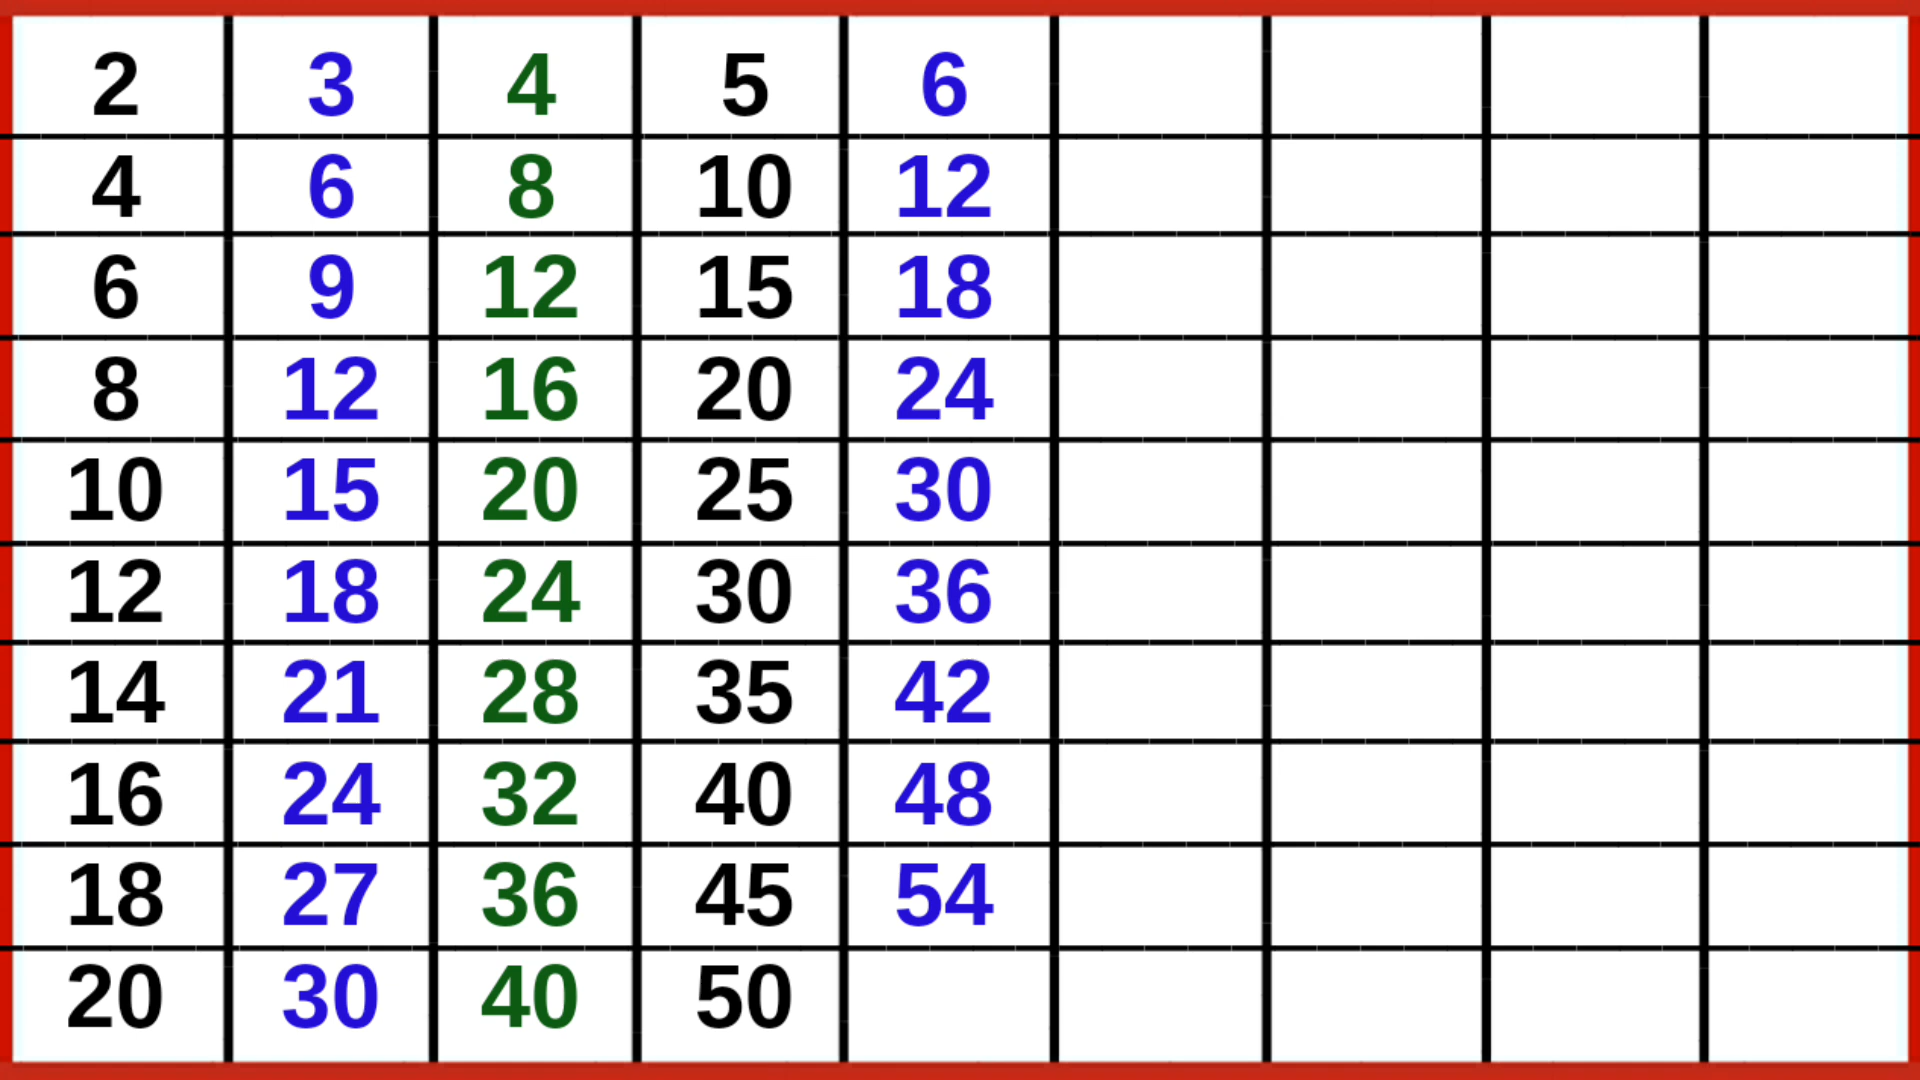 2 3 4 5 6
4 6 8 10 12
6 9 12 15 18
8 12 16 20 24
10 15 20 25 30
12 18 24 30 36
14 21 28 35 42
16 24 32 40 48
18 27 36 45 54
20 30 40 50